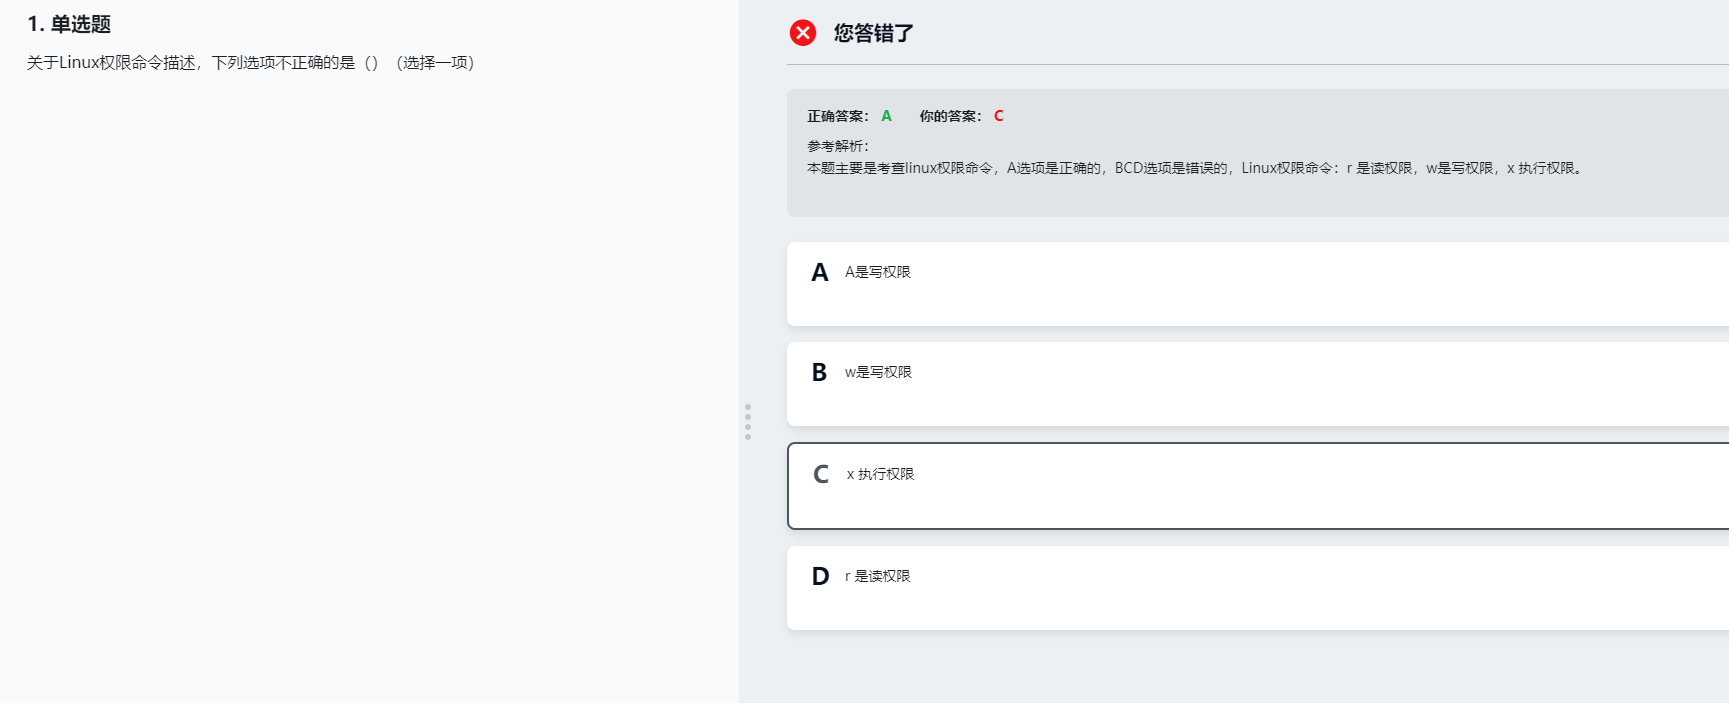 1. 单选题
关于Linux权限命令描述，下列选项不正确的是（）（选择一项）
您答错了
正确答案： A 你的答案： C
参考解析：
本题主要是考查linux权限命令，A选项是正确的，BCD选项是错误的，Linux权限命令：r 是读权限，w是写权限，x 执行权限。
A A是写权限
B w是写权限
C x 执行权限
D r 是读权限